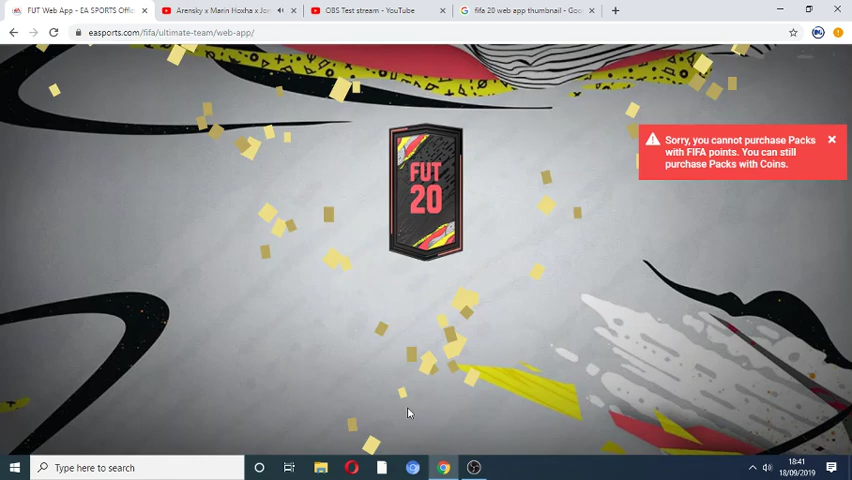 FUT Web App - EA SPORTS Offic
Arensky x Marin Hoxha x Jor
OBS Test stream - YouTube
fifa 20 web app thumbnail - Goo
easports.com/fifa/ultimate-team/web-app/
Sorry, you cannot purchase Packs
with FIFA points. You can still
purchase Packs with Coins.
FUT
20
Type here to search
18:41
18/09/2019